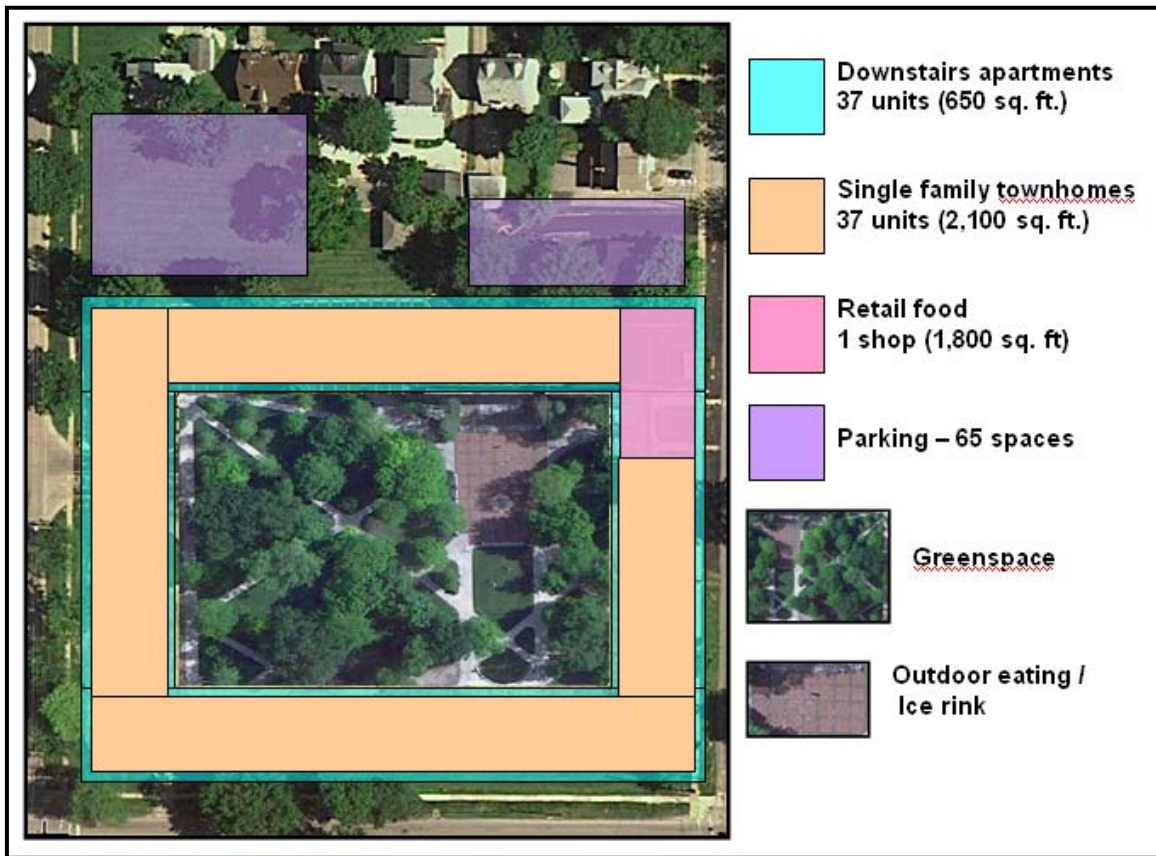 Downstairs apartments
37 units (650 sq. ft.)
Single family townhomes
37 units (2,100 sq. ft.)
Retail food
1 shop (1,800 sq. ft)
Parking – 65 spaces
Greenspace
Outdoor eating /
Ice rink